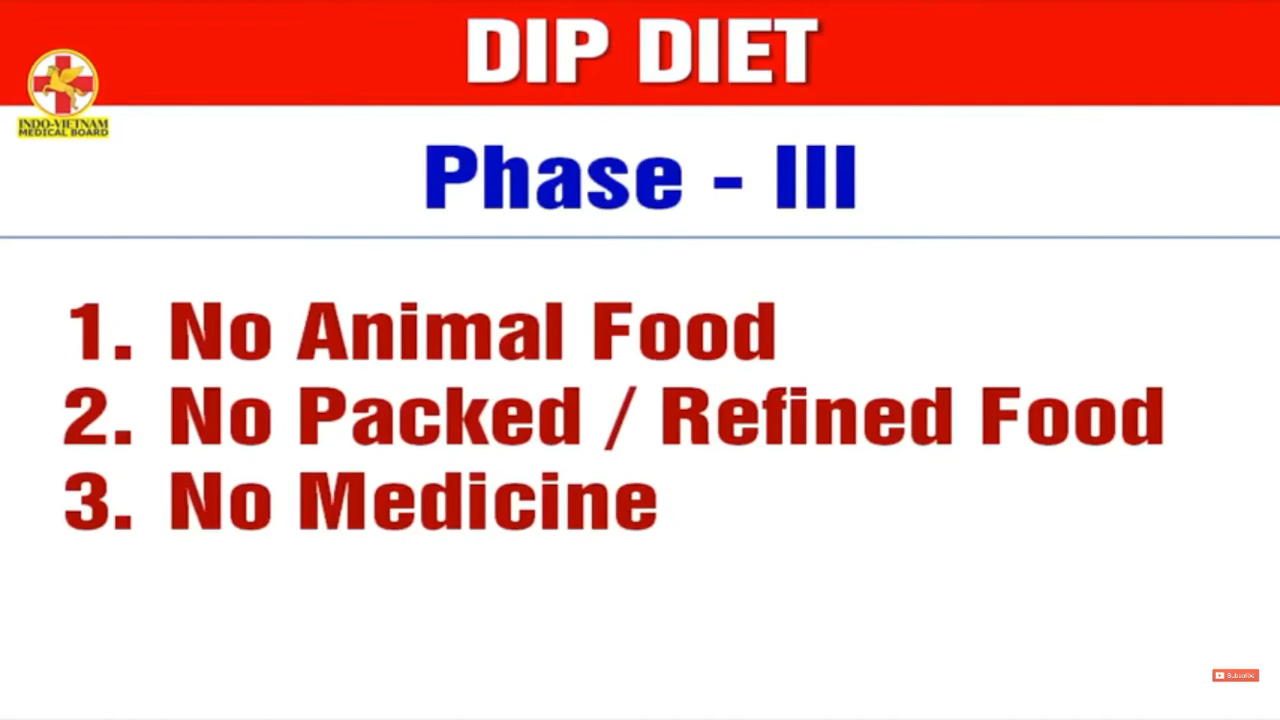 DIP DIET
INDO-VIETNAM
MEDICAL BOARD
Phase - III
1. No Animal Food
2. No Packed / Refined Food
3. No Medicine
Subscribe